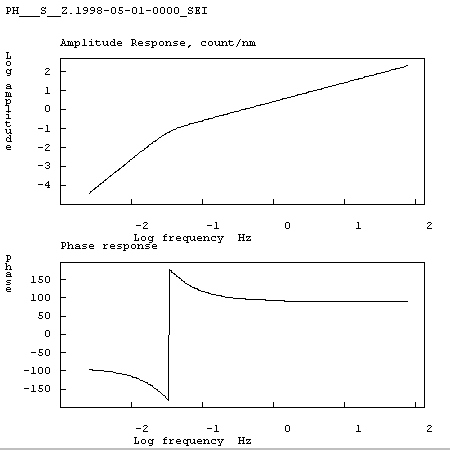 PH___S__Z.1998-05-01-0000_SEI
Amplitude Response, count/nm
Log amplitude
2
1
0
-1
-2
-3
-4
-2 -1 0 1 2
Log frequency Hz
Phase response
Phase
150
100
50
0
-50
-100
-150
-2 -1 0 1 2
Log frequency Hz